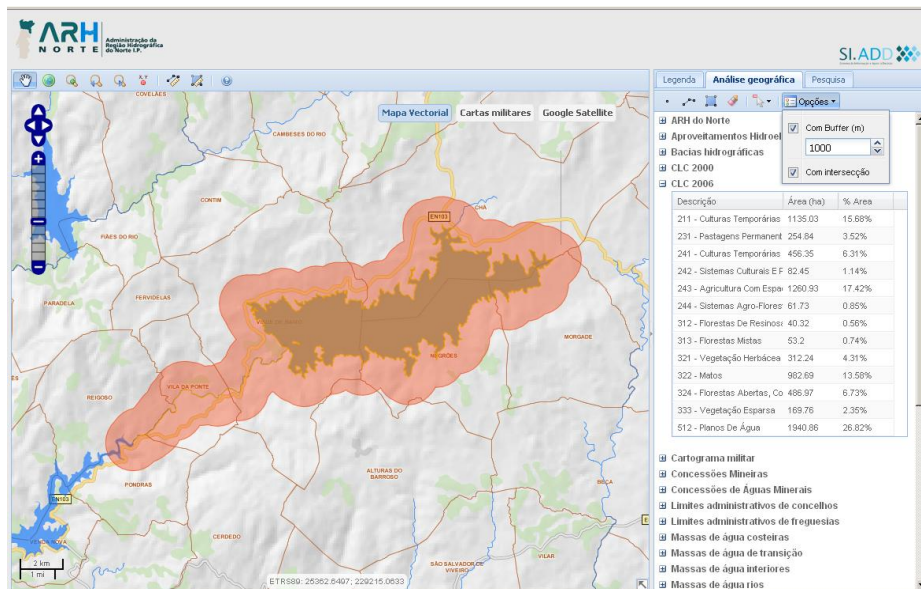 ARH
NORTE
Administração da
Região Hidrográfica
do Norte I.P.
SI.ADD
Legenda
Análise geográfica
Pesquisa
Opções
Com Buffer (m)
1000
Com intersecção
Mapa Vectorial
Cartas militares
Google Satellite
COVELÃES
CAMBESES DO RIO
CONTIM
PIÃES DO RIO
PARADELA
FERVIDELAS
EN103
CHÃ
NEGRÕES
MORGADE
VILA DA PONTE
REIGOSO
PONDRAS
EN103
VENDA NOVA
ALTURAS DO
BARROSO
BEÇA
CERDEDO
SÃO SALVADOR DE
VIVEIRO
VILAR
2 km
1 mi
ETRS89: 25362.6497; 229215.0633
ARH do Norte
Aproveitamentos Hidroel
Bacias hidrográficas
CLC 2000
CLC 2006
Descrição Área (ha) % Area
211 - Culturas Temporárias 1135.03 15.68%
231 - Pastagens Permanent 254.84 3.52%
241 - Culturas Temporárias 456.35 6.31%
242 - Sistemas Culturais E F 82.45 1.14%
243 - Agricultura Com Espa 1260.93 17.42%
244 - Sistemas Agro-Flores 61.73 0.85%
312 - Florestas De Resinosa 40.32 0.56%
313 - Florestas Mistas 53.2 0.74%
321 - Vegetação Herbácea 312.24 4.31%
322 - Matos 982.69 13.58%
324 - Florestas Abertas, Co 486.97 6.73%
333 - Vegetação Esparsa 169.76 2.35%
512 - Planos De Água 1940.86 26.82%
Cartograma militar
Concessões Mineiras
Concessões de Águas Minerais
Limites administrativos de concelhos
Limites administrativos de freguesias
Massas de água costeiras
Massas de água de transição
Massas de água interiores
Massas de água rios